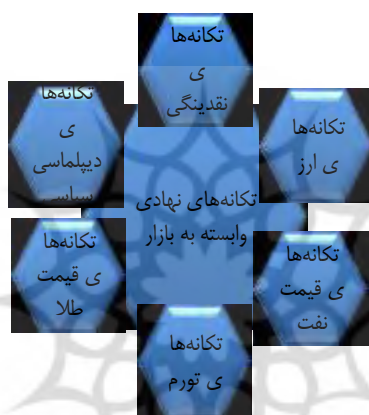 تکانه‌ها
ی
نقدینگی
تکانه‌ها
ی ارز
تکانه‌ها
ی قیمت
نفت
تکانه‌ها
ی تورم
تکانه‌ها
ی قیمت
طلا
تکانه‌ها
ی
دیپلماسی
سیاسی
تکانه‌های نهادی
وابسته به بازار